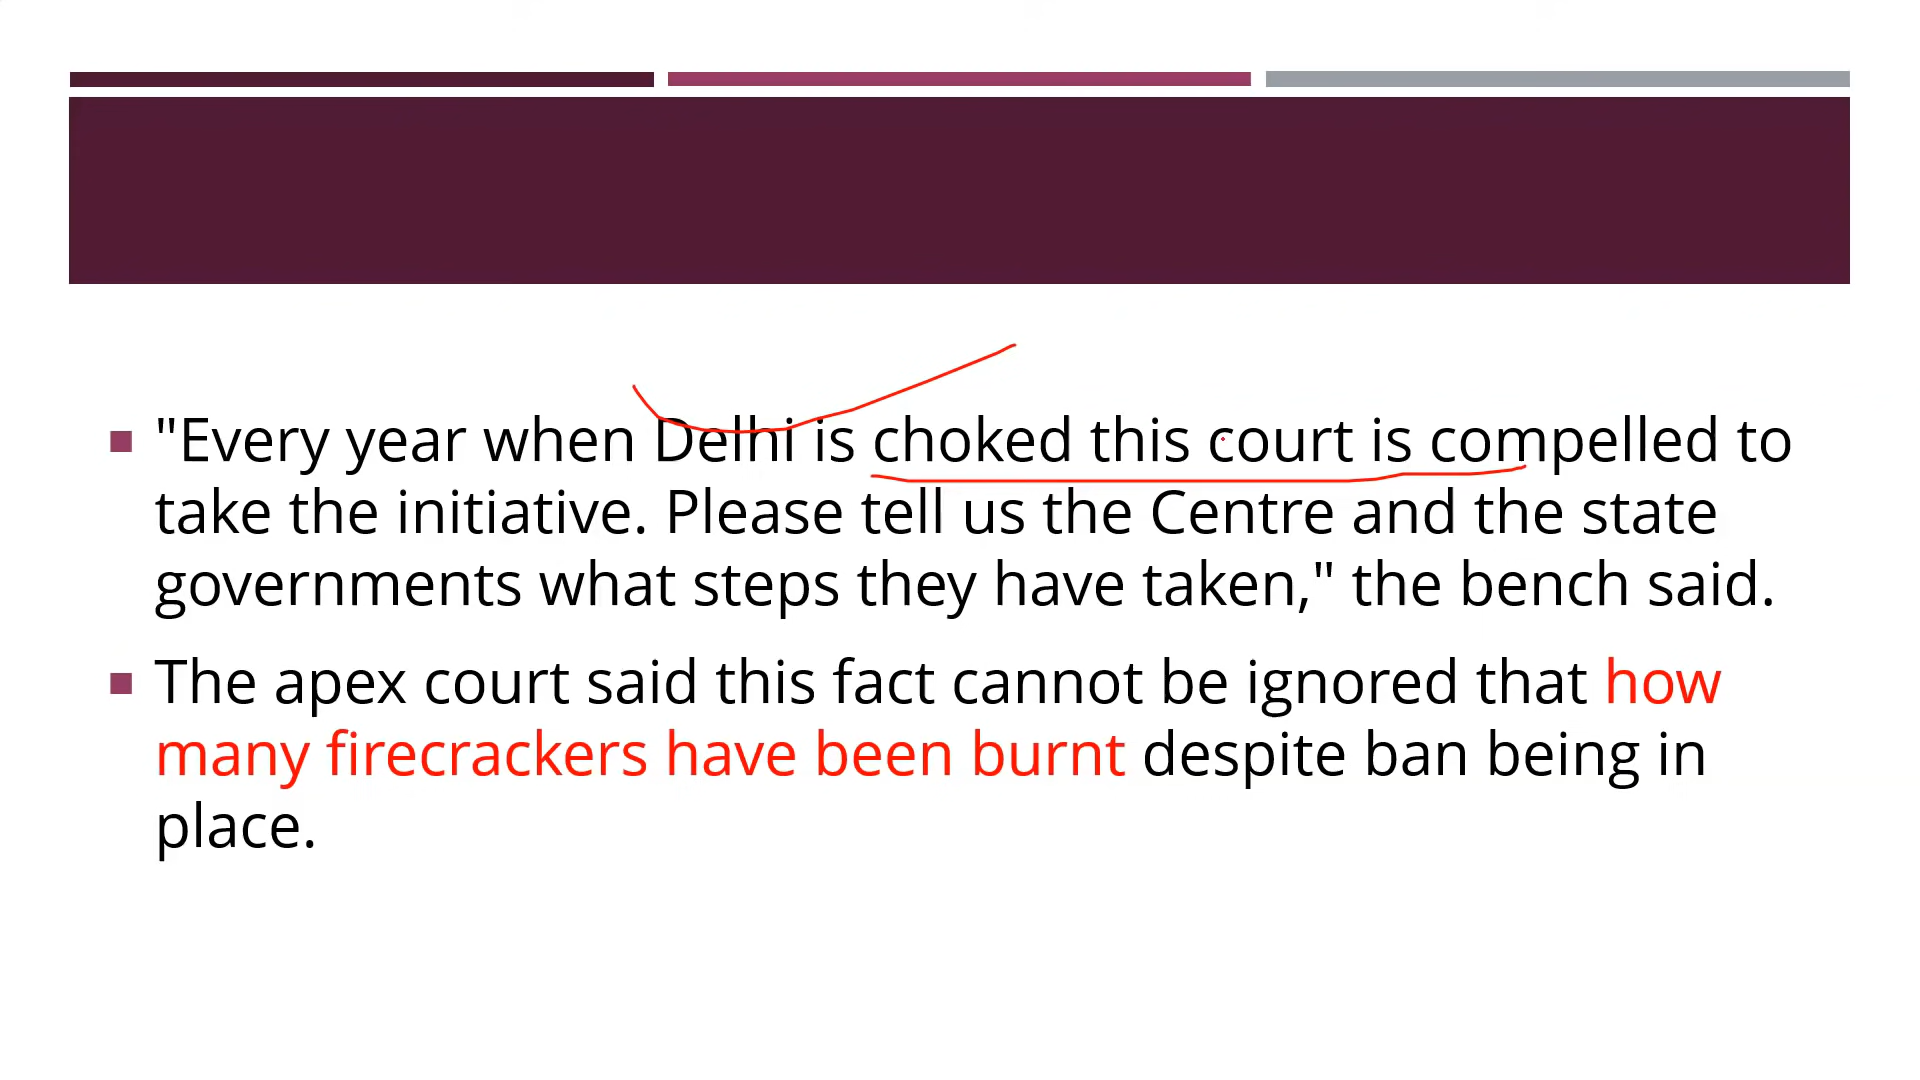 "Every year when Delhi is choked this court is compelled to
take the initiative. Please tell us the Centre and the state
governments what steps they have taken," the bench said.
The apex court said this fact cannot be ignored that how
many firecrackers have been burnt despite ban being in
place.